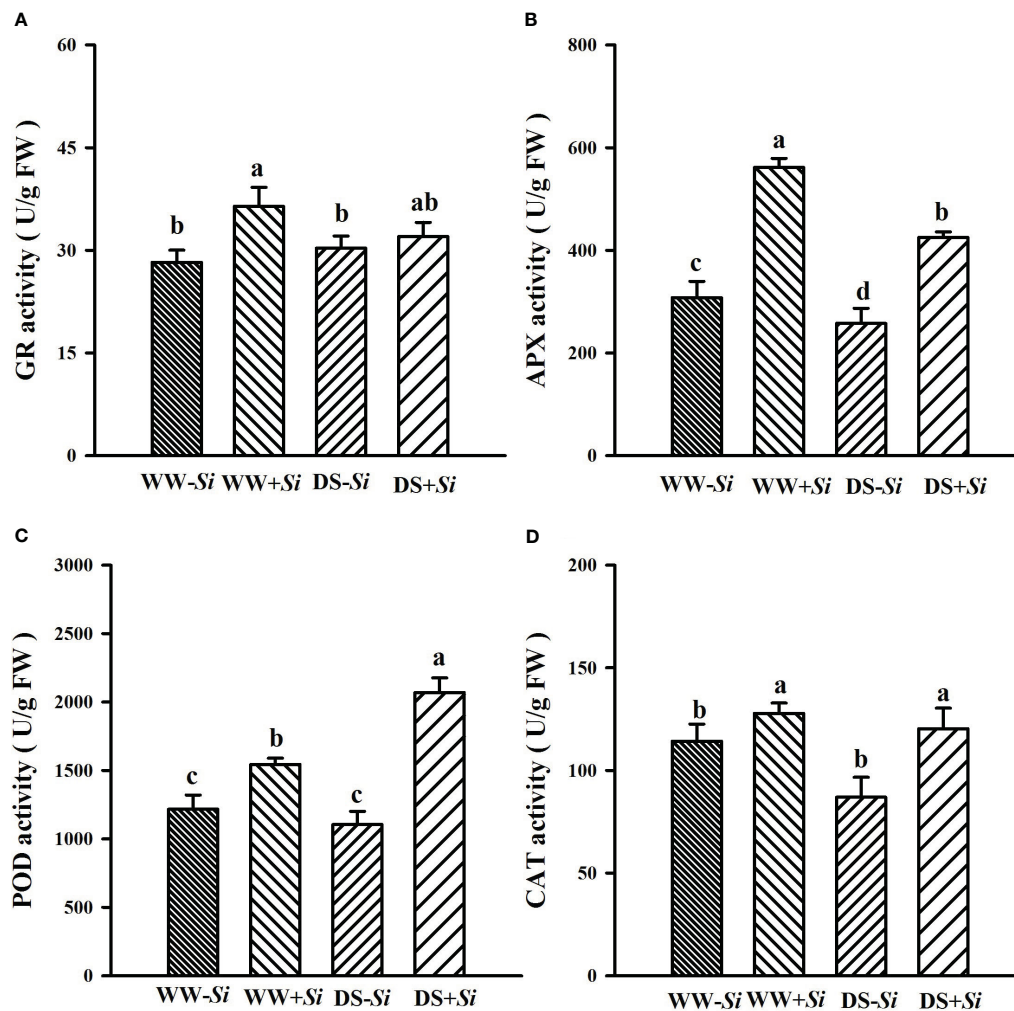 A
GR activity ( U/g FW )
60
45
30
15
0
b
a
b
ab
WW-Si
WW+Si
DS-Si
DS+Si
B
APX activity ( U/g FW )
800
600
400
200
0
c
a
d
b
WW-Si
WW+Si
DS-Si
DS+Si
C
POD activity ( U/g FW )
3000
2500
2000
1500
1000
500
0
c
b
c
a
WW-Si
WW+Si
DS-Si
DS+Si
D
CAT activity ( U/g FW )
200
150
100
50
0
b
a
b
a
WW-Si
WW+Si
DS-Si
DS+Si